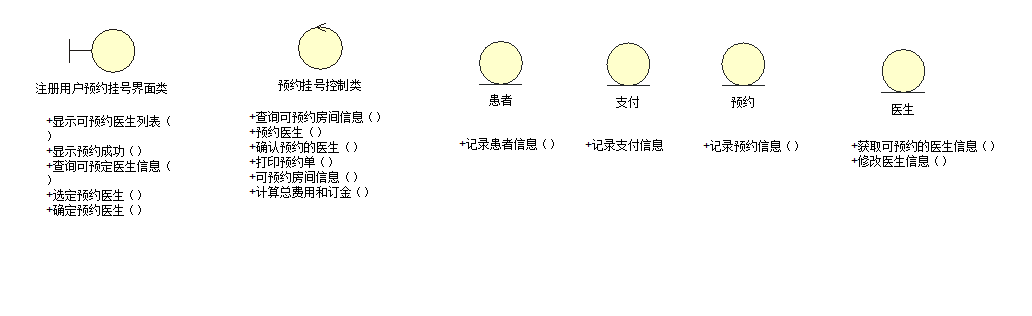 注册用户预约挂号界面类
+显示可预约医生列表（
）
+显示预约成功（）
+查询可预定医生信息（
）
+选定预约医生（）
+确定预约医生（）
预约挂号控制类
+查询可预约房间信息（）
+预约医生（）
+确认预约的医生（）
+打印预约单（）
+可预约房间信息（）
+计算总费用和订金（）
患者
+记录患者信息（）
支付
+记录支付信息
预约
+记录预约信息（）
医生
+获取可预约的医生信息（）
+修改医生信息（）